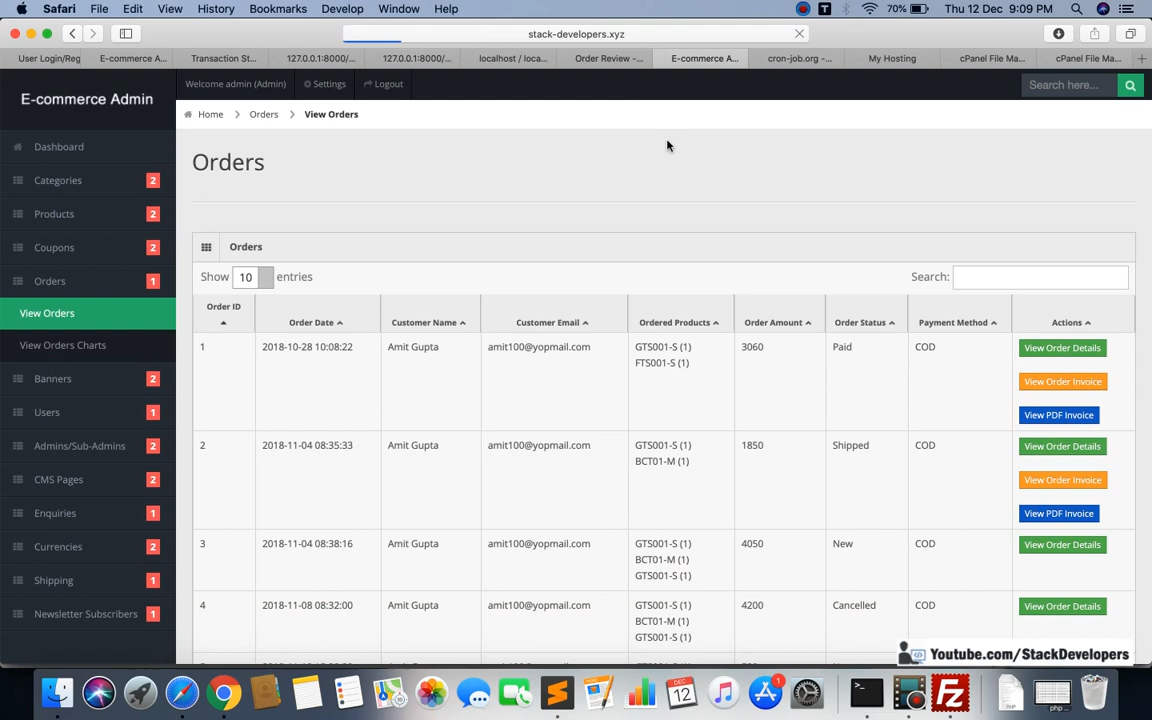 Safari File Edit View History Bookmarks Develop Window Help T 70% Thu 12 Dec 9:09 PM
stack-developers.xyz
User Login/Reg E-commerce A... Transaction St... 127.0.0.1:8000/... 127.0.0.1:8000/... localhost / loca... Order Review –... E-commerce A... cron-job.org –... My Hosting cPanel File Ma... cPanel File Ma...
E-commerce Admin
Welcome admin (Admin) Settings Logout Search here...
Home Orders View Orders
Dashboard
Categories 2
Products 2
Coupons 2
Orders 1
View Orders
View Orders Charts
Banners 2
Users 1
Admins/Sub-Admins 2
CMS Pages 2
Enquiries 1
Currencies 2
Shipping 1
Newsletter Subscribers 1
Orders
Orders
Show 10 entries Search:
Order ID Order Date Customer Name Customer Email Ordered Products Order Amount Order Status Payment Method Actions
1 2018-10-28 10:08:22 Amit Gupta amit100@yopmail.com GTS001-S (1) 3060 Paid COD View Order Details
FTS001-S (1)
View Order Invoice
View PDF Invoice
2 2018-11-04 08:35:33 Amit Gupta amit100@yopmail.com GTS001-S (1) 1850 Shipped COD View Order Details
BCT01-M (1)
View Order Invoice
View PDF Invoice
3 2018-11-04 08:38:16 Amit Gupta amit100@yopmail.com GTS001-S (1) 4050 New COD View Order Details
BCT01-M (1)
GTS001-S (1)
4 2018-11-08 08:32:00 Amit Gupta amit100@yopmail.com GTS001-S (1) 4200 Cancelled COD View Order Details
BCT01-M (1)
GTS001-S (1)
Youtube.com/StackDevelopers